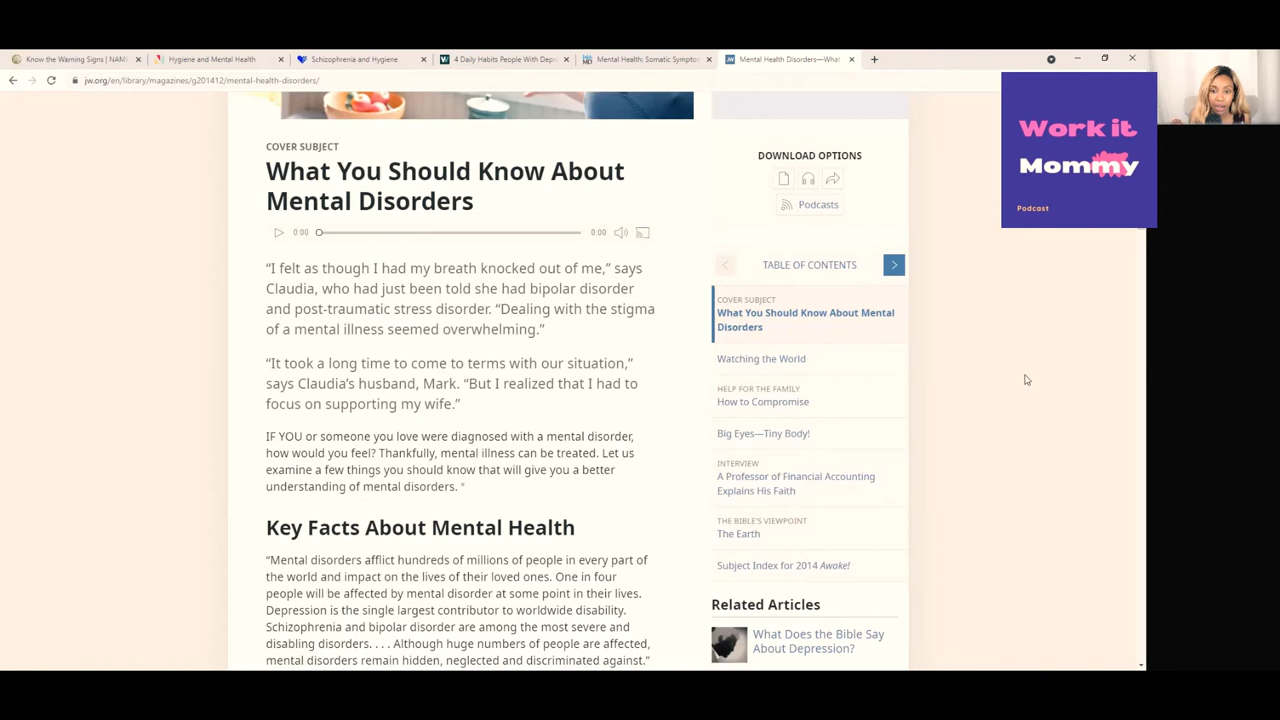 Know the Warning Signs | NAMI
Hygiene and Mental Health
Schizophrenia and Hygiene
4 Daily Habits People With Depr
Mental Health: Somatic Sympto
Mental Health Disorders—What
jw.org/en/library/magazines/g201412/mental-health-disorders/
Work it
Mommy
Podcast
COVER SUBJECT
What You Should Know About
Mental Disorders
0:00
0:00
“I felt as though I had my breath knocked out of me,” says
Claudia, who had just been told she had bipolar disorder
and post-traumatic stress disorder. “Dealing with the stigma
of a mental illness seemed overwhelming.”
“It took a long time to come to terms with our situation,”
says Claudia’s husband, Mark. “But I realized that I had to
focus on supporting my wife.”
IF YOU or someone you love were diagnosed with a mental disorder,
how would you feel? Thankfully, mental illness can be treated. Let us
examine a few things you should know that will give you a better
understanding of mental disorders. *
Key Facts About Mental Health
“Mental disorders afflict hundreds of millions of people in every part of
the world and impact on the lives of their loved ones. One in four
people will be affected by mental disorder at some point in their lives.
Depression is the single largest contributor to worldwide disability.
Schizophrenia and bipolar disorder are among the most severe and
disabling disorders. . . . Although huge numbers of people are affected,
mental disorders remain hidden, neglected and discriminated against.”
DOWNLOAD OPTIONS
Podcasts
TABLE OF CONTENTS
COVER SUBJECT
What You Should Know About Mental
Disorders
Watching the World
HELP FOR THE FAMILY
How to Compromise
Big Eyes—Tiny Body!
INTERVIEW
A Professor of Financial Accounting
Explains His Faith
THE BIBLE’S VIEWPOINT
The Earth
Subject Index for 2014 Awake!
Related Articles
What Does the Bible Say
About Depression?